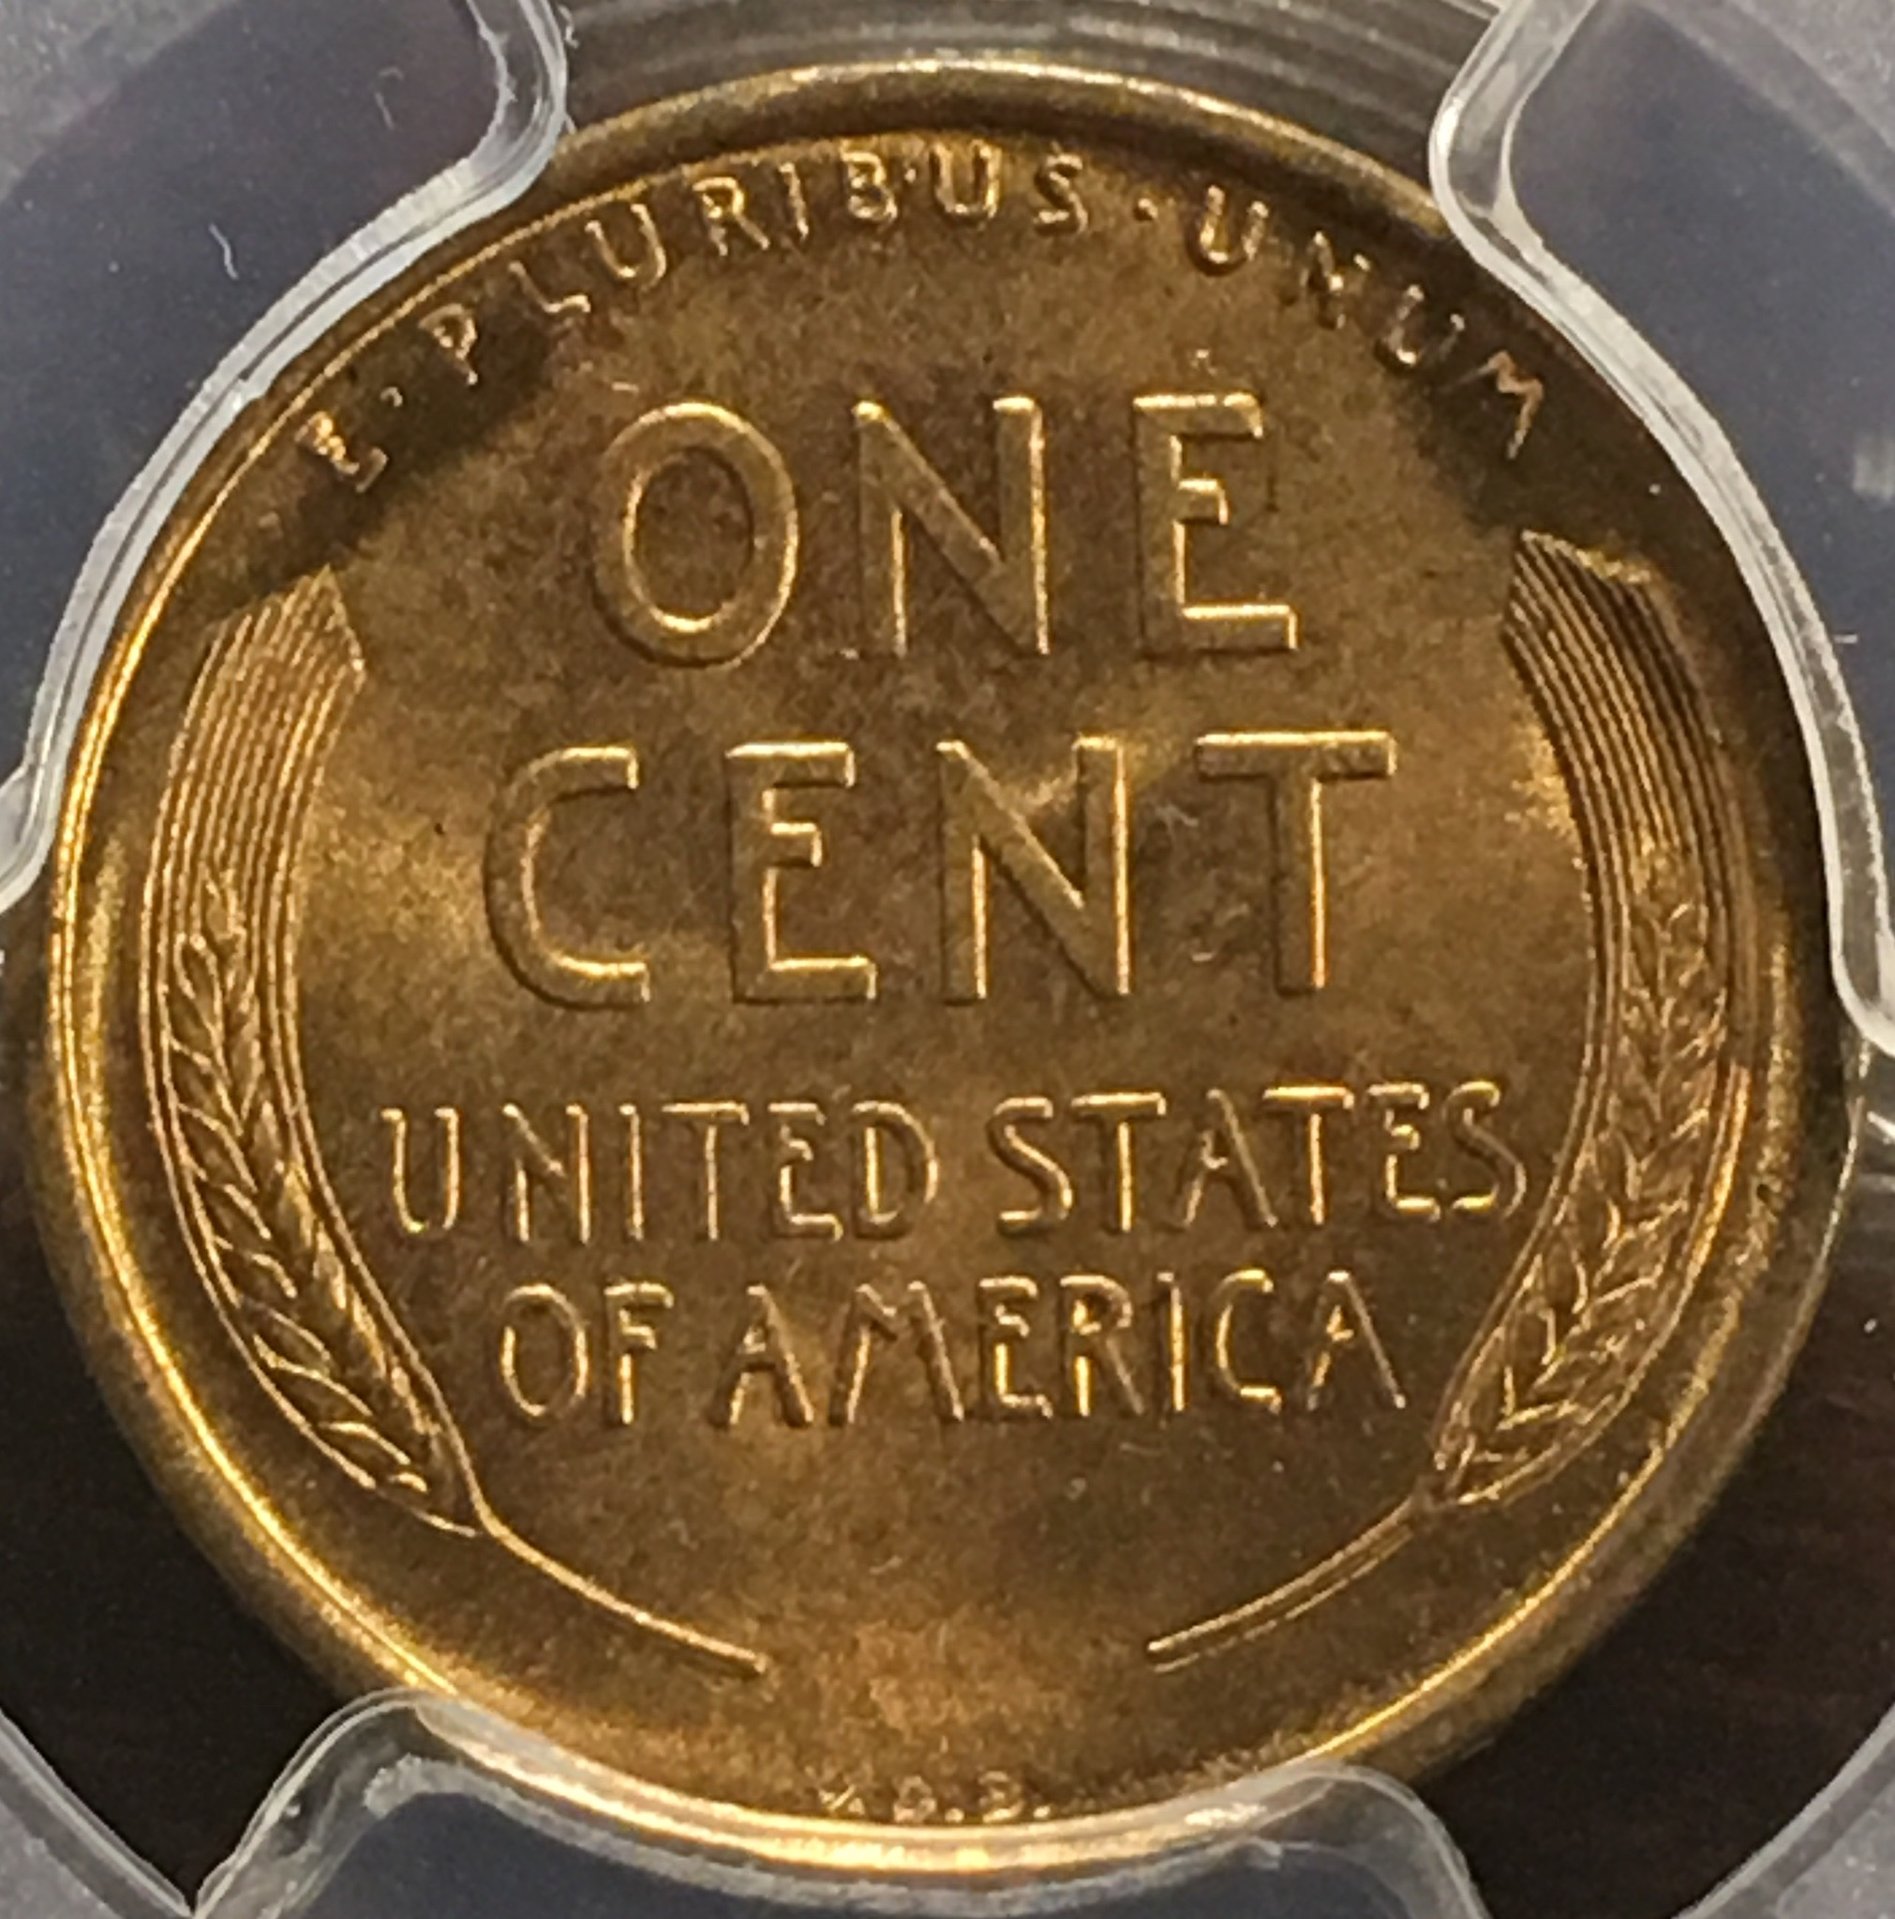 E·PLURIBUS·UNUM
ONE
CENT
UNITED STATES
OF AMERICA
V.D.B.